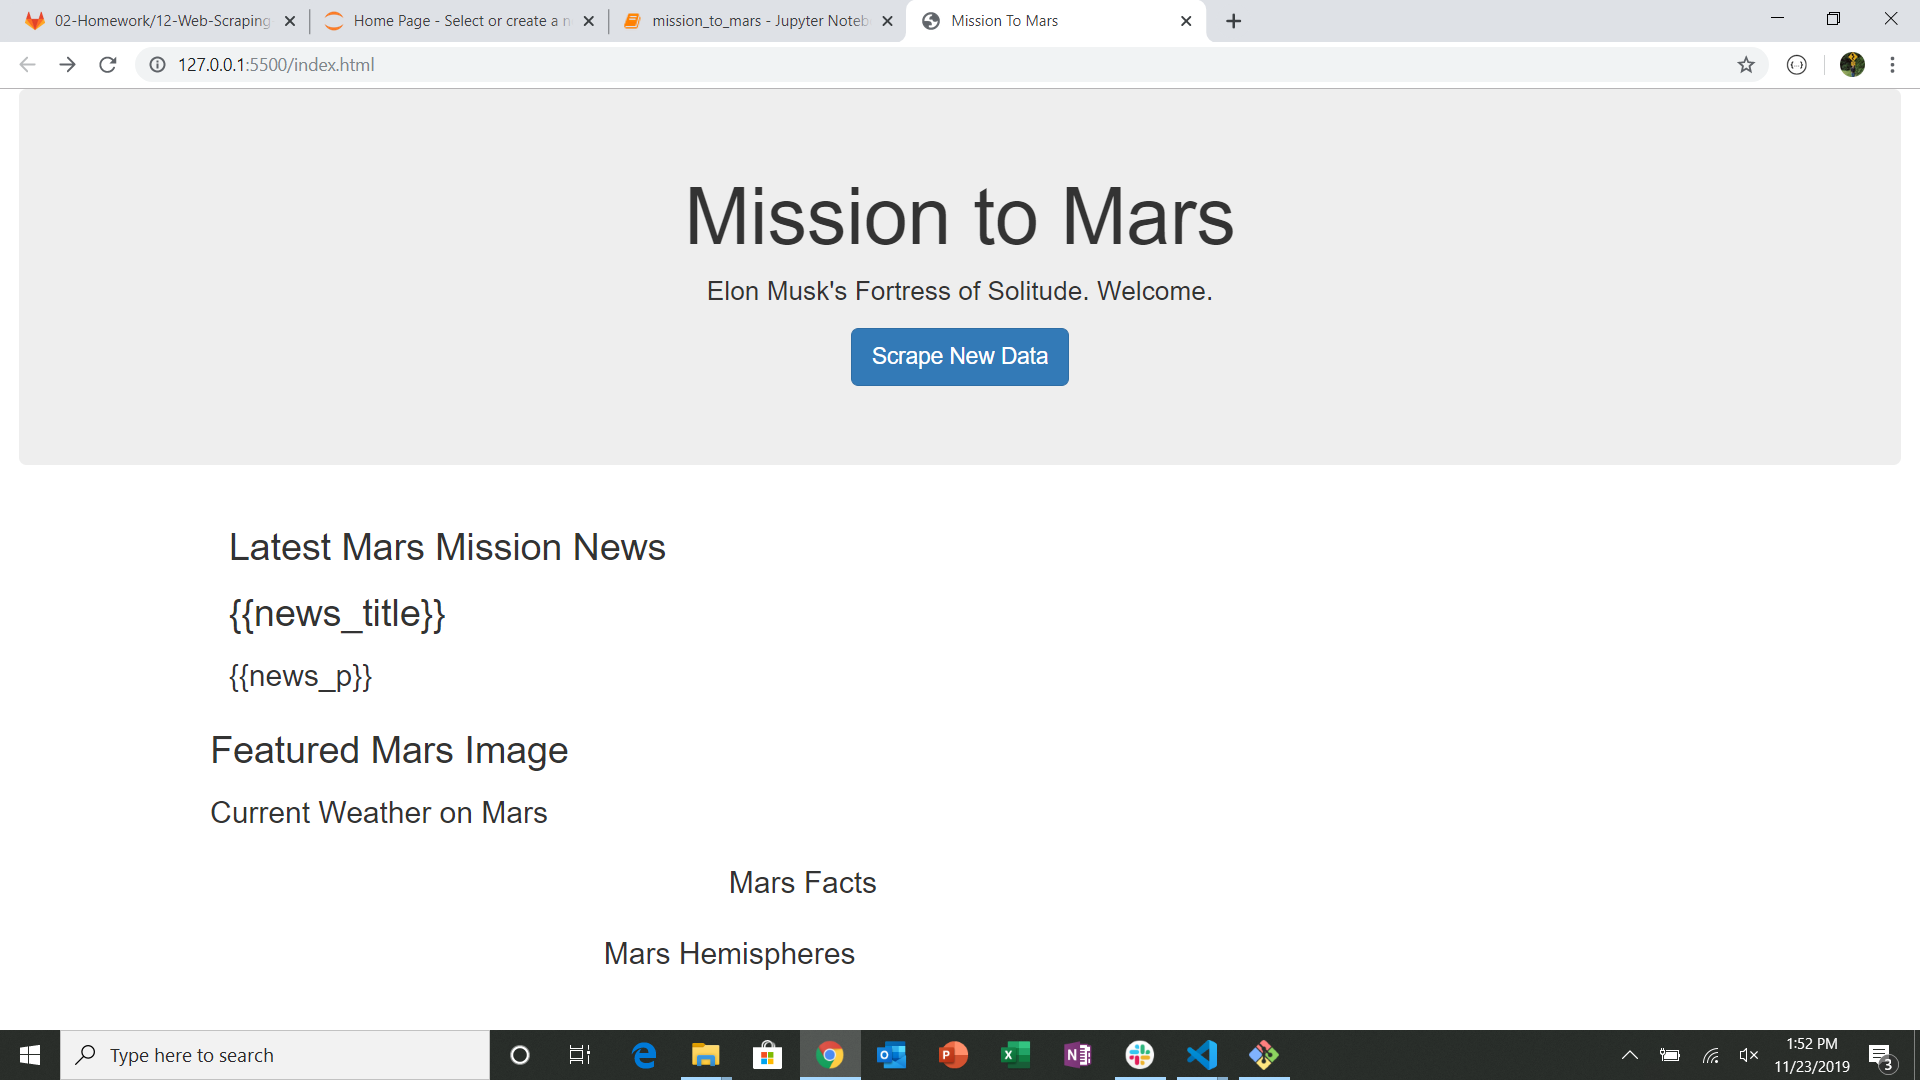 02-Homework/12-Web-Scraping
Home Page - Select or create a n
mission_to_mars - Jupyter Noteb
Mission To Mars
127.0.0.1:5500/index.html
Mission to Mars
Elon Musk's Fortress of Solitude. Welcome.
Scrape New Data
Latest Mars Mission News
{{news_title}}
{{news_p}}
Featured Mars Image
Current Weather on Mars
Mars Facts
Mars Hemispheres
Type here to search
1:52 PM
11/23/2019
3